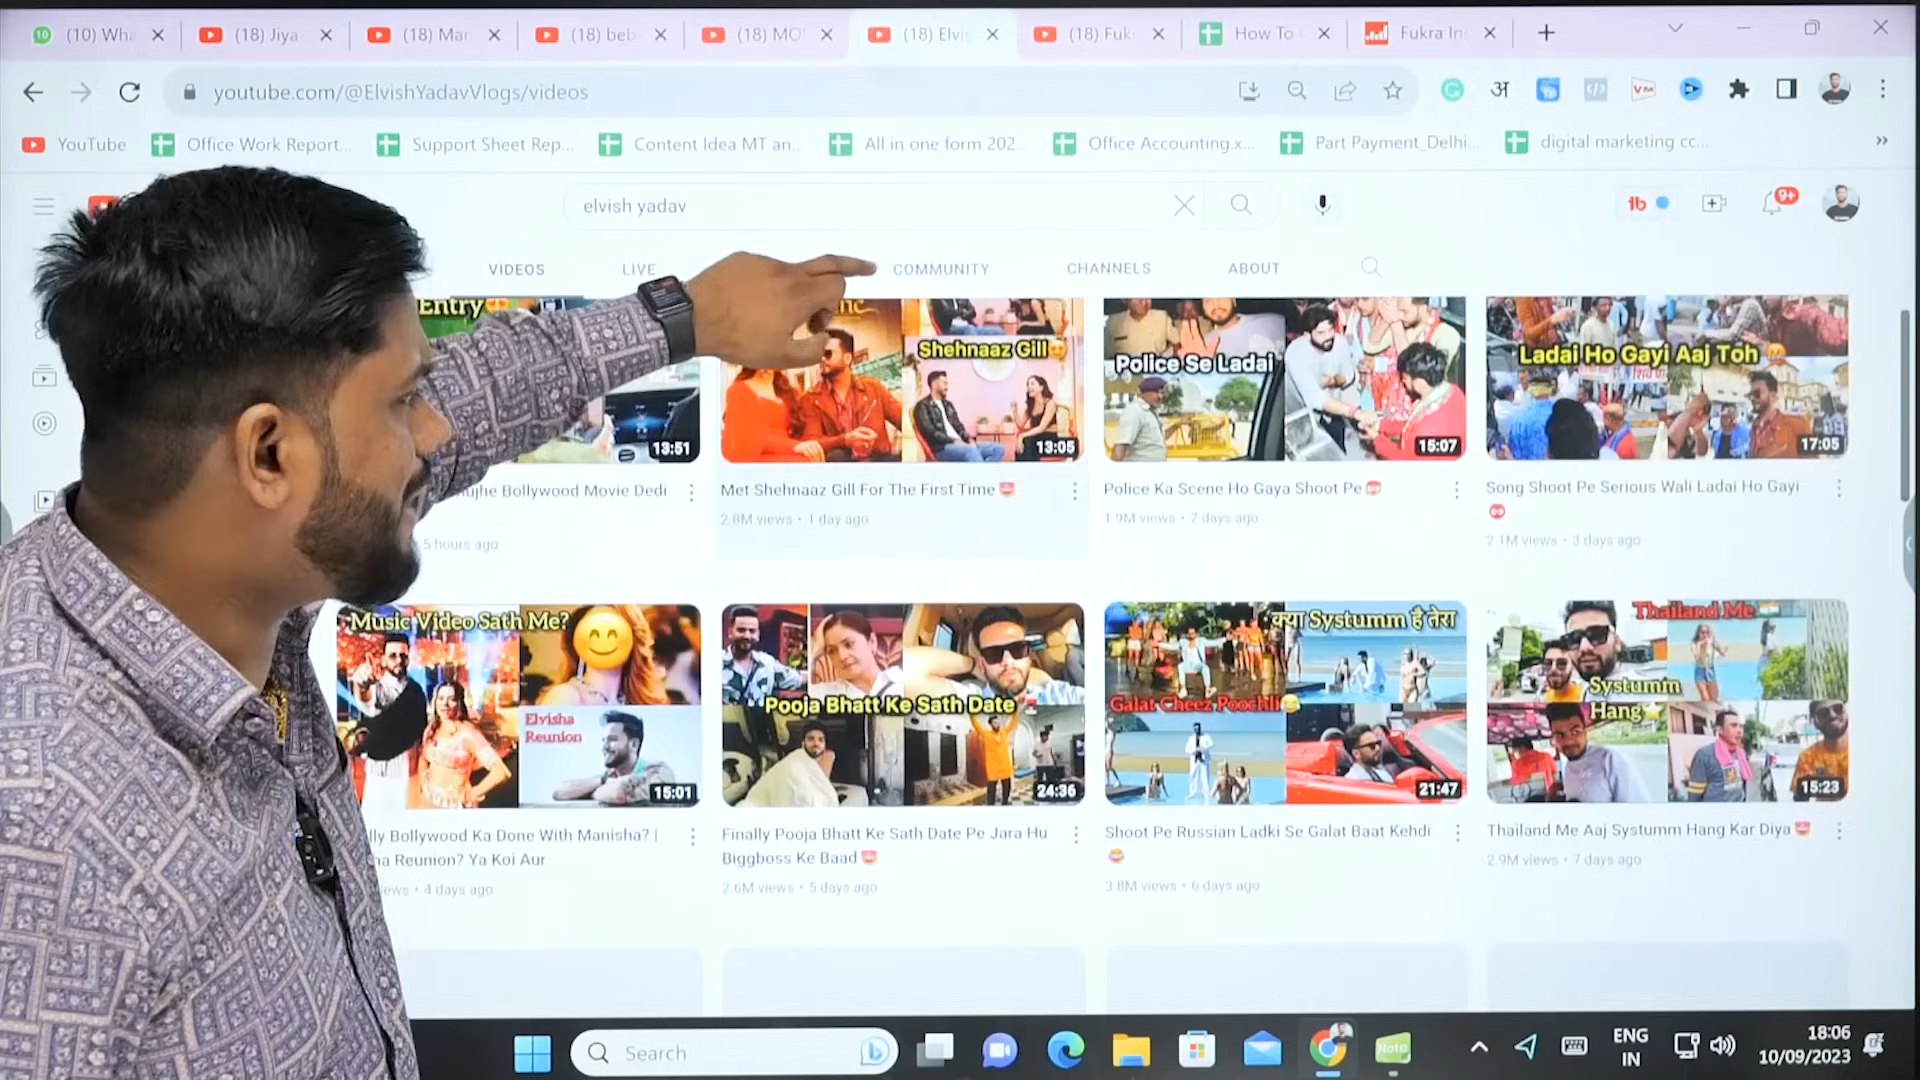 (10) Wha
(18) Jiya
(18) Mar
(18) beb
(18) MO
(18) Elvis
(18) Fuk
How To
Fukra In
youtube.com/@ElvishYadavVlogs/videos
YouTube
Office Work Report...
Support Sheet Rep...
Content Idea MT an...
All in one form 202...
Office Accounting.x...
Part Payment_Delhi...
digital marketing cc...
elvish yadav
9+
VIDEOS
LIVE
COMMUNITY
CHANNELS
ABOUT
Entry
13:51
Shehnaaz Gill
13:05
Police Se Ladai
15:07
Ladai Ho Gayi Aaj Toh
17:05
ujhe Bollywood Movie Dedi
5 hours ago
Met Shehnaaz Gill For The First Time
2.8M views • 1 day ago
Police Ka Scene Ho Gaya Shoot Pe
1.9M views • 2 days ago
Song Shoot Pe Serious Wali Ladai Ho Gayi
2.1M views • 3 days ago
Music Video Sath Me?
Elvisha
Reunion
15:01
Pooja Bhatt Ke Sath Date
24:36
क्या Systumm है तेरा
Galat Cheez Poochli
21:47
Thailand Me
Systumm
Hang
15:23
lly Bollywood Ka Done With Manisha? |
na Reunion? Ya Koi Aur
ews • 4 days ago
Finally Pooja Bhatt Ke Sath Date Pe Jara Hu
Biggboss Ke Baad
2.6M views • 5 days ago
Shoot Pe Russian Ladki Se Galat Baat Kehdi
3.8M views • 6 days ago
Thailand Me Aaj Systumm Hang Kar Diya
2.9M views • 7 days ago
Search
Note
ENG
IN
18:06
10/09/2023